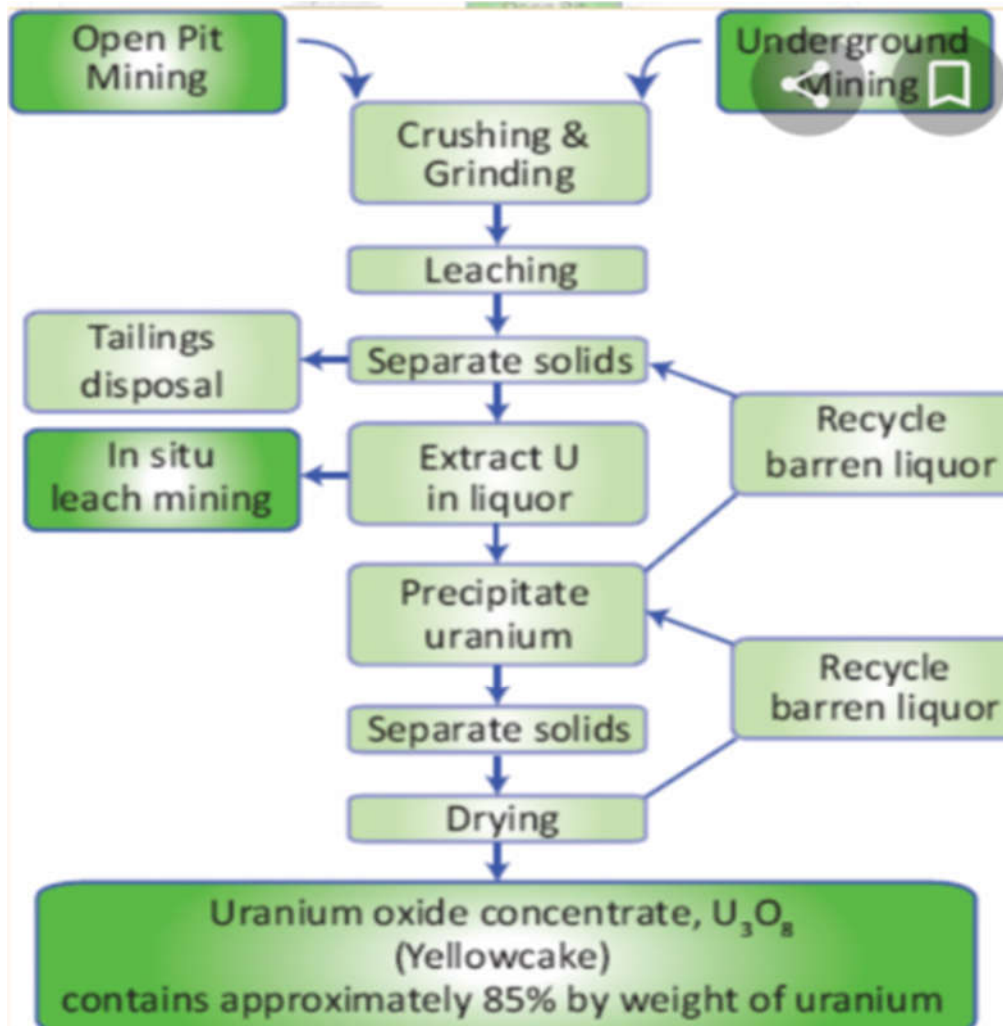 Open Pit
Mining
Underground
Mining
Crushing &
Grinding
Leaching
Tailings
disposal
Separate solids
Recycle
barren liquor
In situ
leach mining
Extract U
in liquor
Precipitate
uranium
Recycle
barren liquor
Separate solids
Drying
Uranium oxide concentrate, U₃O₈
(Yellowcake)
contains approximately 85% by weight of uranium